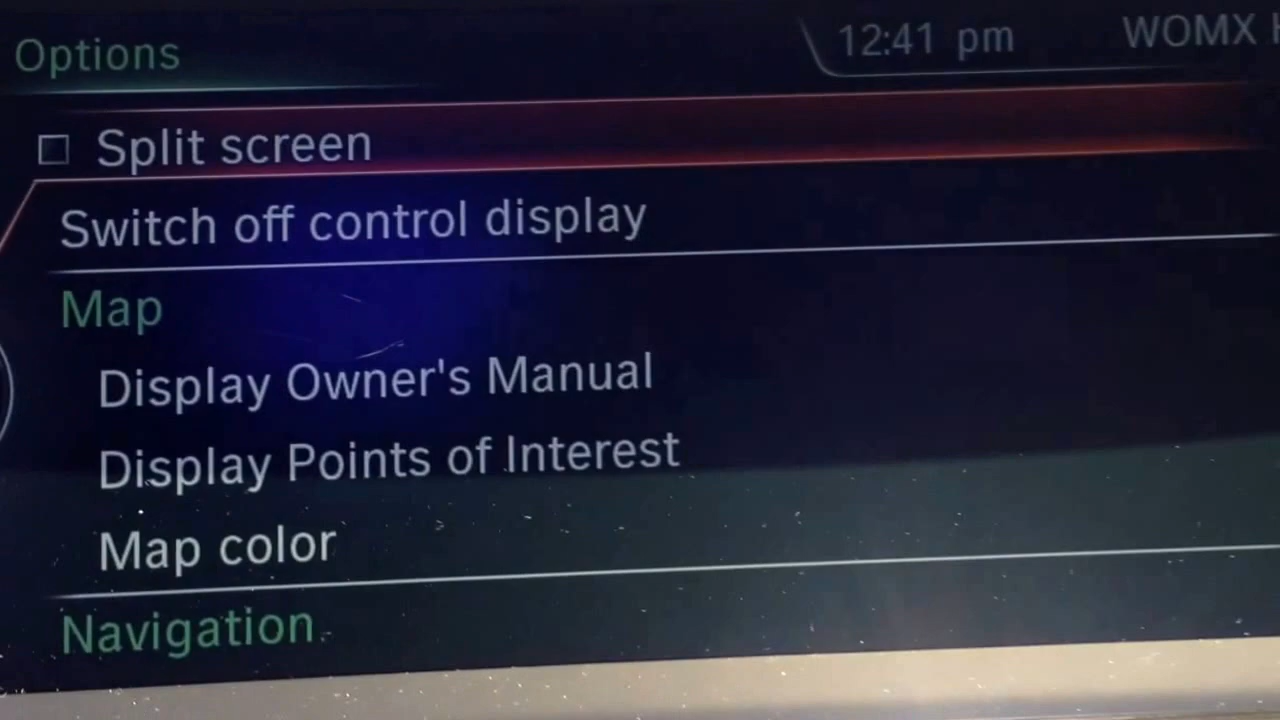 Options
12:41 pm
WOMX
Split screen
Switch off control display
Map
Display Owner's Manual
Display Points of Interest
Map color
Navigation